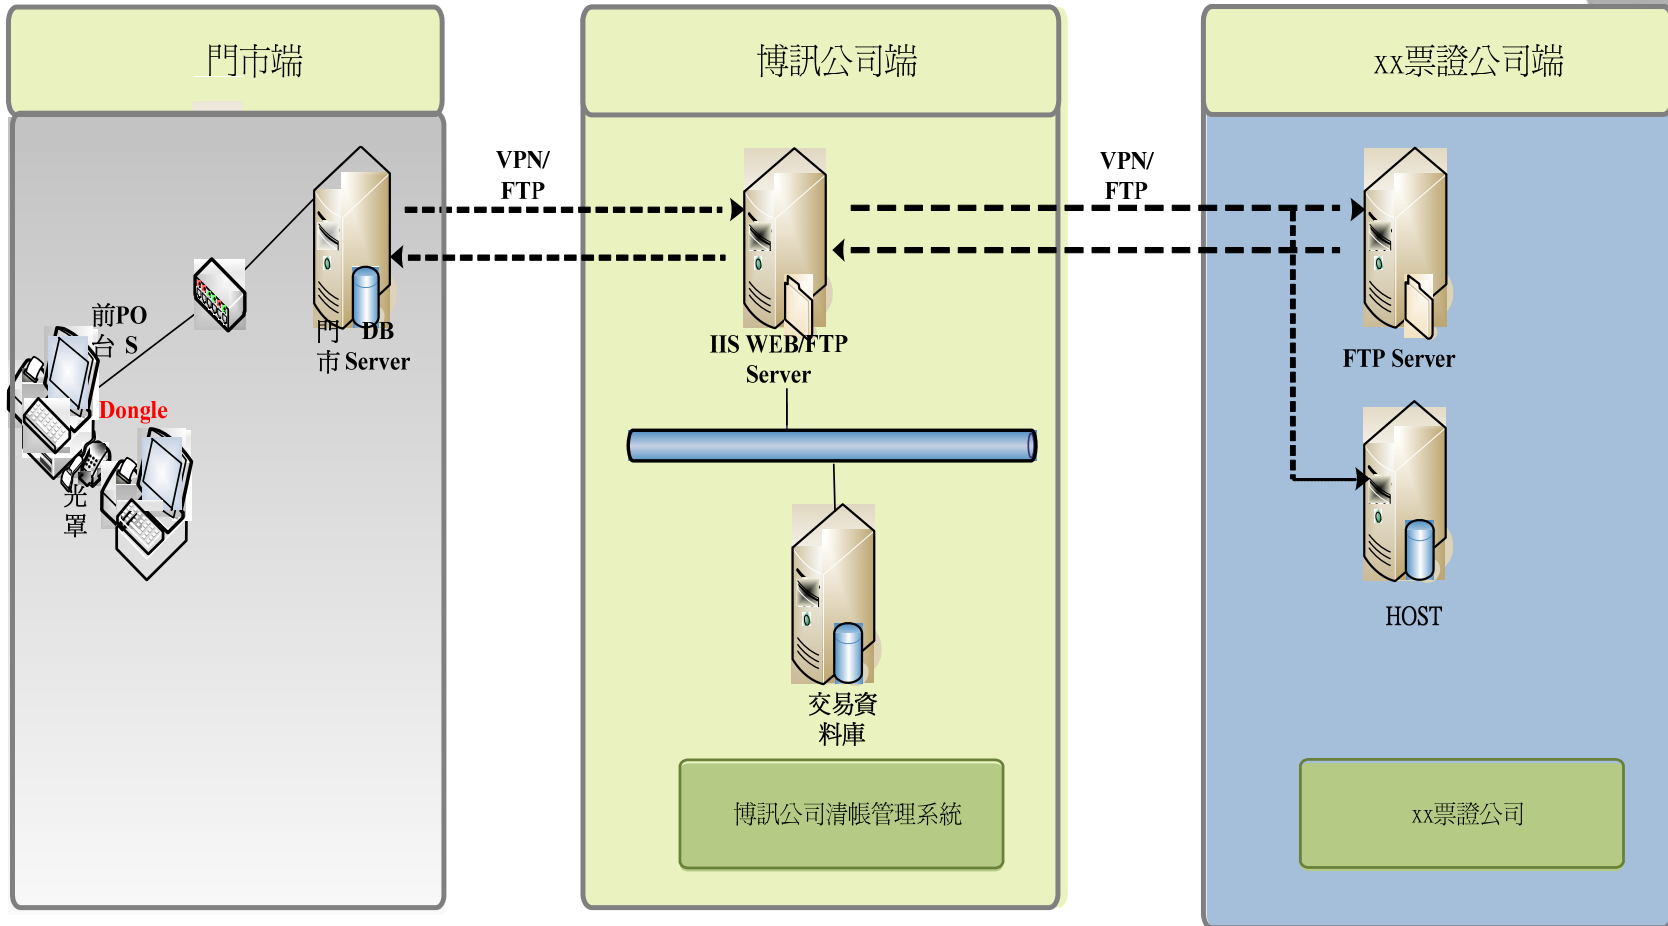 門市端
博訊公司端
xx票證公司端
VPN/
FTP
VPN/
FTP
前PO
台 S
門 DB
市 Server
Dongle
光
罩
IIS WEB/FTP
Server
FTP Server
HOST
交易資
料庫
博訊公司清帳管理系統
xx票證公司